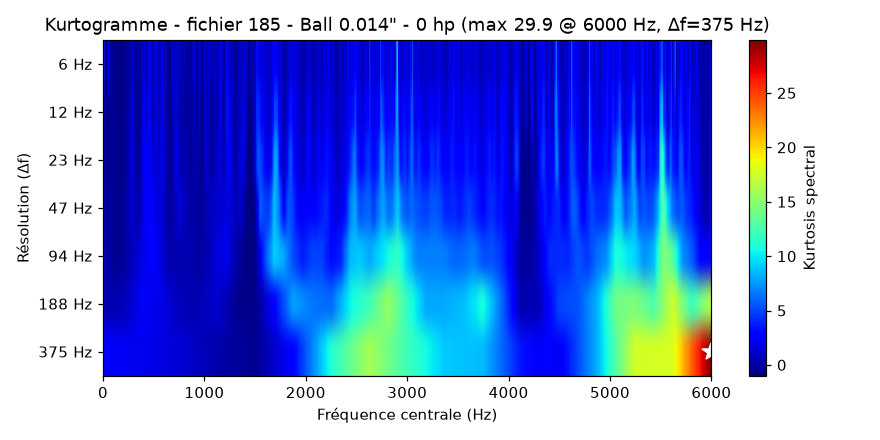 Kurtogramme - fichier 185 - Ball 0.014" - 0 hp (max 29.9 @ 6000 Hz, Δf=375 Hz)
Résolution (Δf)
6 Hz
12 Hz
23 Hz
47 Hz
94 Hz
188 Hz
375 Hz
0 1000 2000 3000 4000 5000 6000
Fréquence centrale (Hz)
25
20
15
10
5
0
Kurtosis spectral